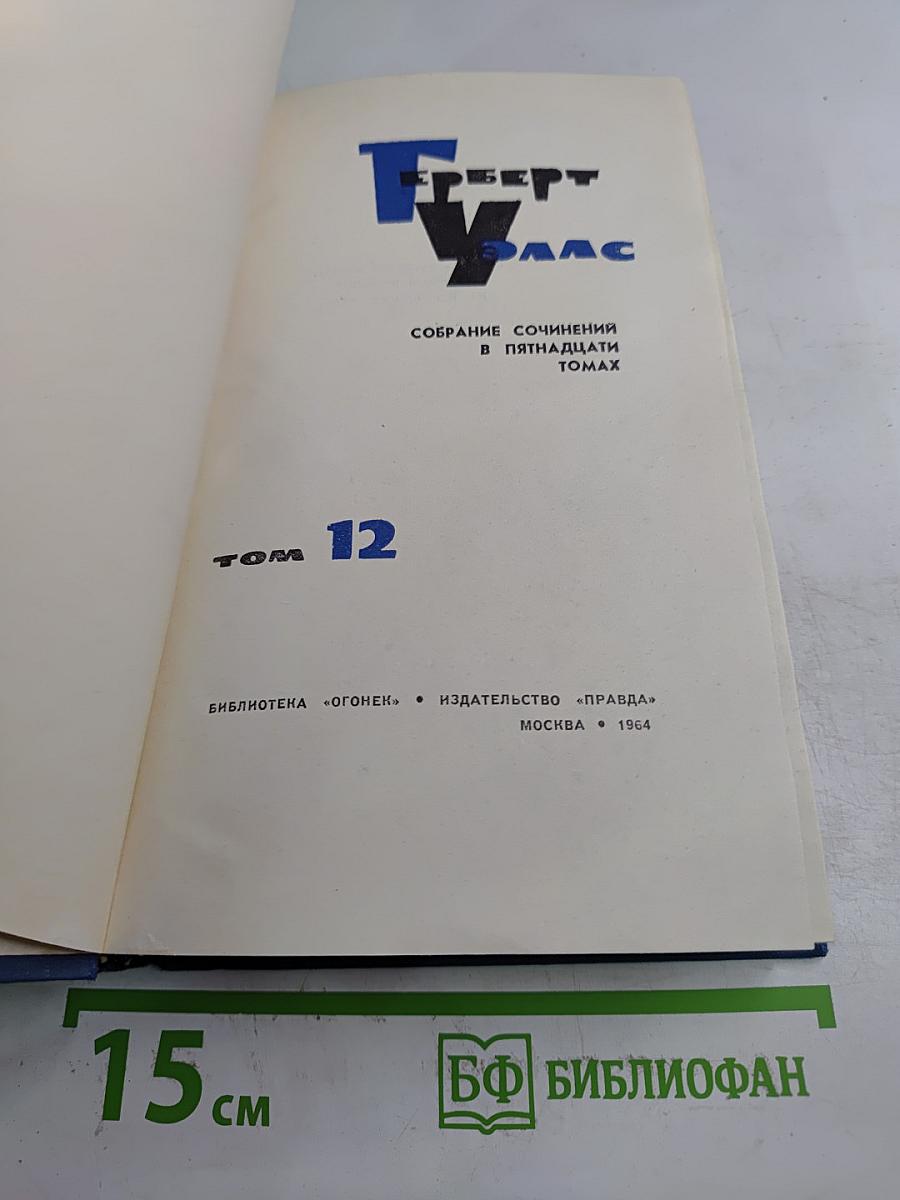 Герберт
Уэллс
СОБРАНИЕ СОЧИНЕНИЙ
В ПЯТНАДЦАТИ
ТОМАХ
ТОМ 12
БИБЛИОТЕКА «ОГОНЕК» • ИЗДАТЕЛЬСТВО «ПРАВДА»
МОСКВА • 1964
15 см
БФ БИБЛИОФАН